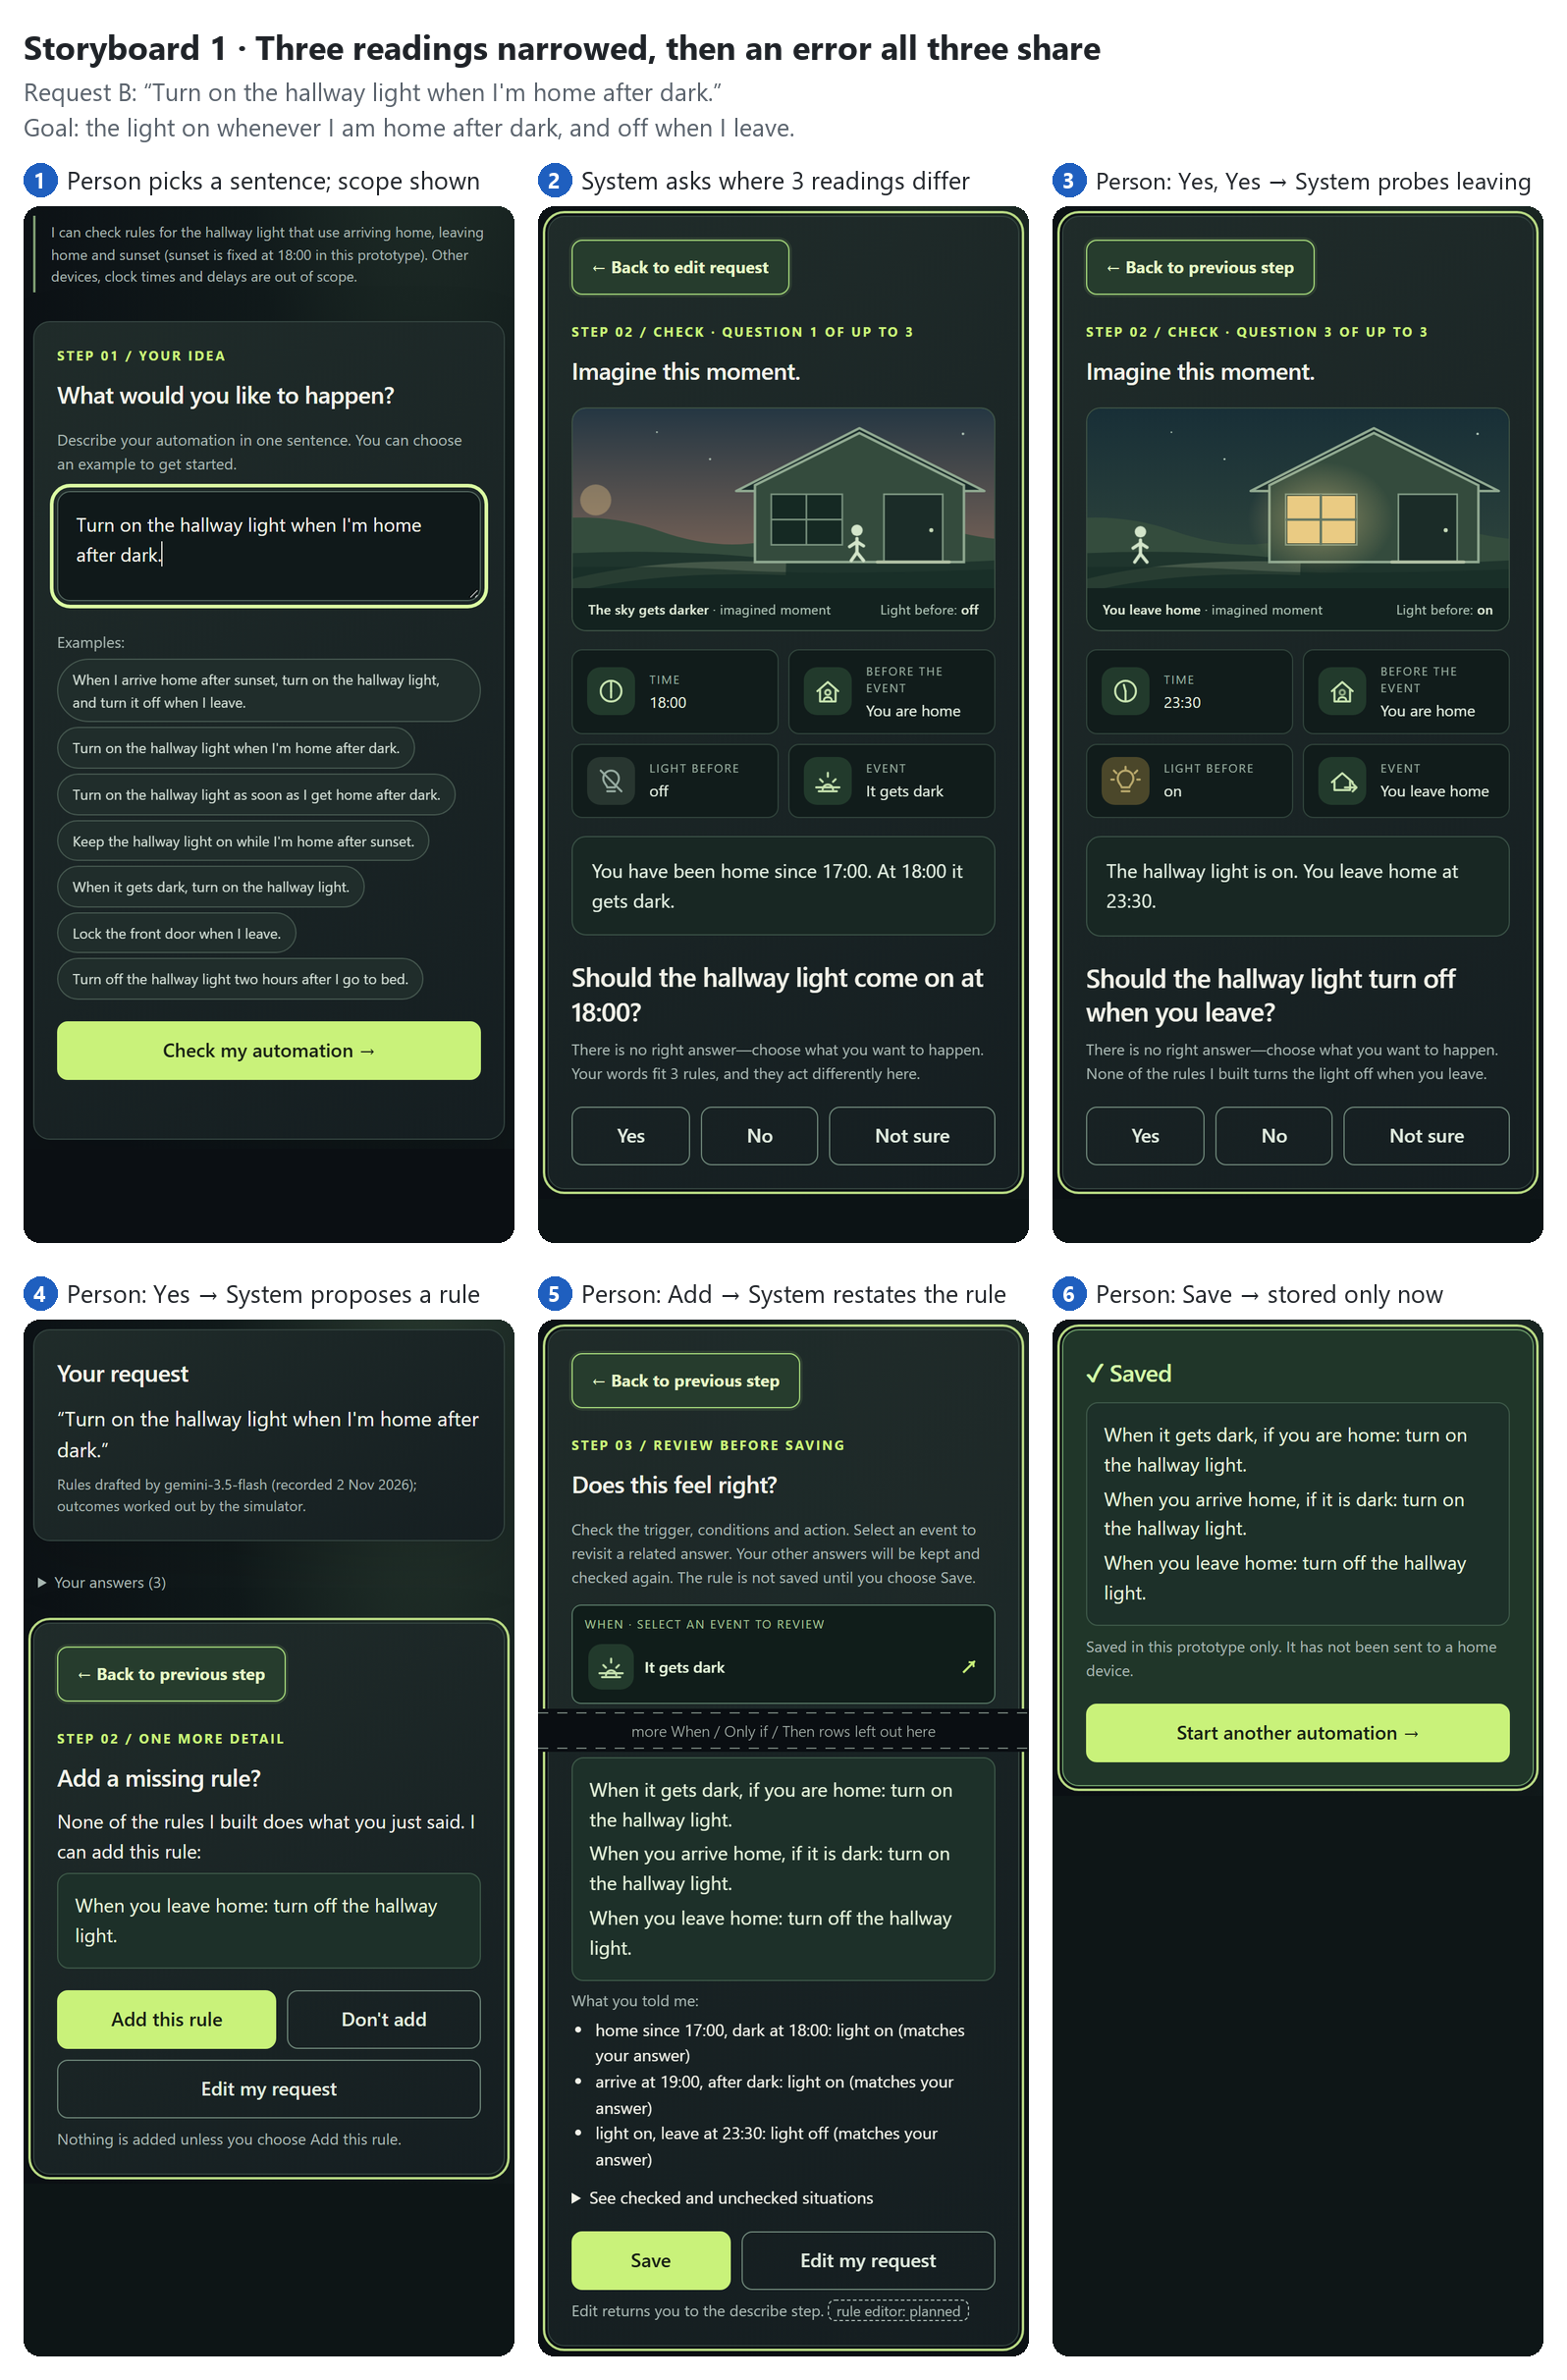 Storyboard 1 · Three readings narrowed, then an error all three share
Request B: “Turn on the hallway light when I'm home after dark.”
Goal: the light on whenever I am home after dark, and off when I leave.
1 Person picks a sentence; scope shown
I can check rules for the hallway light that use arriving home, leaving
home and sunset (sunset is fixed at 18:00 in this prototype). Other
devices, clock times and delays are out of scope.
STEP 01 / YOUR IDEA
What would you like to happen?
Describe your automation in one sentence. You can choose
an example to get started.
Turn on the hallway light when I'm home
after dark.
Examples:
When I arrive home after sunset, turn on the hallway light,
and turn it off when I leave.
Turn on the hallway light when I'm home after dark.
Turn on the hallway light as soon as I get home after dark.
Keep the hallway light on while I'm home after sunset.
When it gets dark, turn on the hallway light.
Lock the front door when I leave.
Turn off the hallway light two hours after I go to bed.
Check my automation →
2 System asks where 3 readings differ
← Back to edit request
STEP 02 / CHECK · QUESTION 1 OF UP TO 3
Imagine this moment.
The sky gets darker · imagined moment
Light before: off
TIME
18:00
BEFORE THE
EVENT
You are home
LIGHT BEFORE
off
EVENT
It gets dark
You have been home since 17:00. At 18:00 it
gets dark.
Should the hallway light come on at
18:00?
There is no right answer—choose what you want to happen.
Your words fit 3 rules, and they act differently here.
Yes
No
Not sure
3 Person: Yes, Yes → System probes leaving
← Back to previous step
STEP 02 / CHECK · QUESTION 3 OF UP TO 3
Imagine this moment.
You leave home · imagined moment
Light before: on
TIME
23:30
BEFORE THE
EVENT
You are home
LIGHT BEFORE
on
EVENT
You leave home
The hallway light is on. You leave home at
23:30.
Should the hallway light turn off
when you leave?
There is no right answer—choose what you want to happen.
None of the rules I built turns the light off when you leave.
Yes
No
Not sure
4 Person: Yes → System proposes a rule
Your request
“Turn on the hallway light when I'm home after
dark.”
Rules drafted by gemini-3.5-flash (recorded 2 Nov 2026);
outcomes worked out by the simulator.
▶ Your answers (3)
← Back to previous step
STEP 02 / ONE MORE DETAIL
Add a missing rule?
None of the rules I built does what you just said. I
can add this rule:
When you leave home: turn off the hallway
light.
Add this rule
Don't add
Edit my request
Nothing is added unless you choose Add this rule.
5 Person: Add → System restates the rule
← Back to previous step
STEP 03 / REVIEW BEFORE SAVING
Does this feel right?
Check the trigger, conditions and action. Select an event to
revisit a related answer. Your other answers will be kept and
checked again. The rule is not saved until you choose Save.
WHEN · SELECT AN EVENT TO REVIEW
It gets dark ↗
more When / Only if / Then rows left out here
When it gets dark, if you are home: turn on
the hallway light.
When you arrive home, if it is dark: turn on
the hallway light.
When you leave home: turn off the hallway
light.
What you told me:
• home since 17:00, dark at 18:00: light on (matches
your answer)
• arrive at 19:00, after dark: light on (matches your
answer)
• light on, leave at 23:30: light off (matches your
answer)
▶ See checked and unchecked situations
Save
Edit my request
Edit returns you to the describe step. rule editor: planned
6 Person: Save → stored only now
✓ Saved
When it gets dark, if you are home: turn on
the hallway light.
When you arrive home, if it is dark: turn on
the hallway light.
When you leave home: turn off the hallway
light.
Saved in this prototype only. It has not been sent to a home
device.
Start another automation →